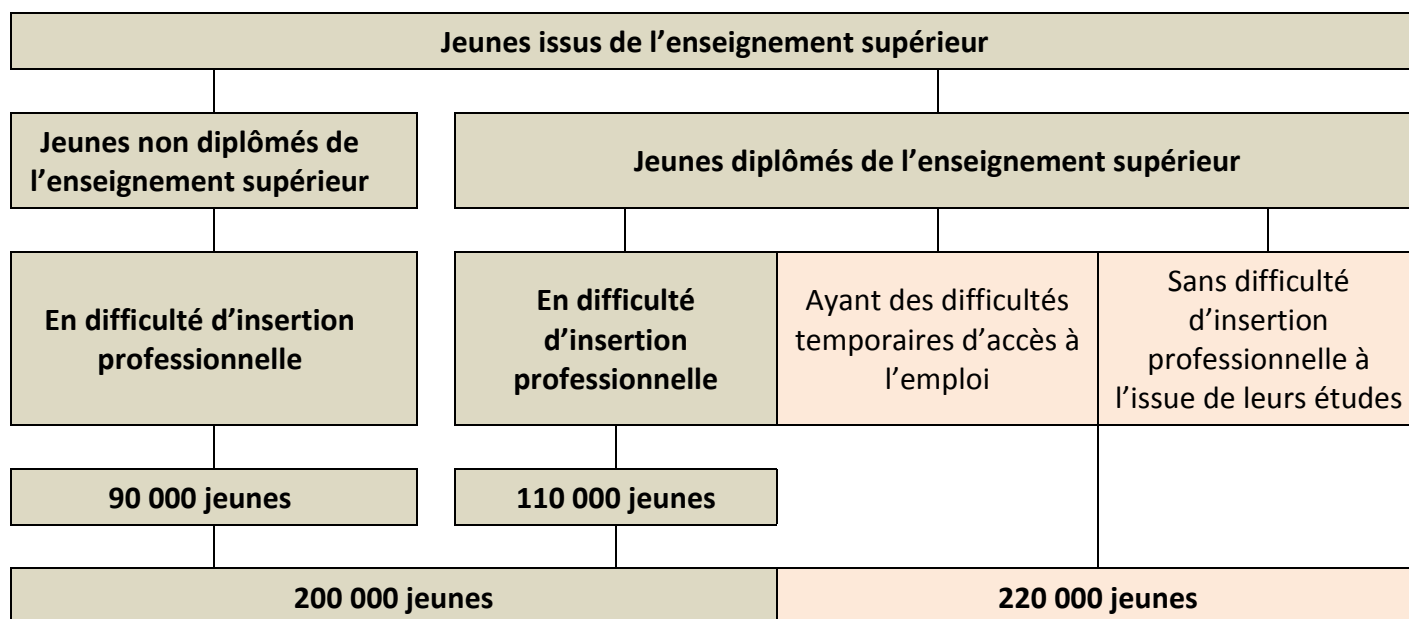 Jeunes issus de l’enseignement supérieur
Jeunes non diplômés de
l’enseignement supérieur
Jeunes diplômés de l’enseignement supérieur
En difficulté d’insertion
professionnelle
En difficulté
d’insertion
professionnelle
Ayant des difficultés
temporaires d’accès à
l’emploi
Sans difficulté
d’insertion
professionnelle à
l’issue de leurs études
90 000 jeunes
110 000 jeunes
200 000 jeunes
220 000 jeunes